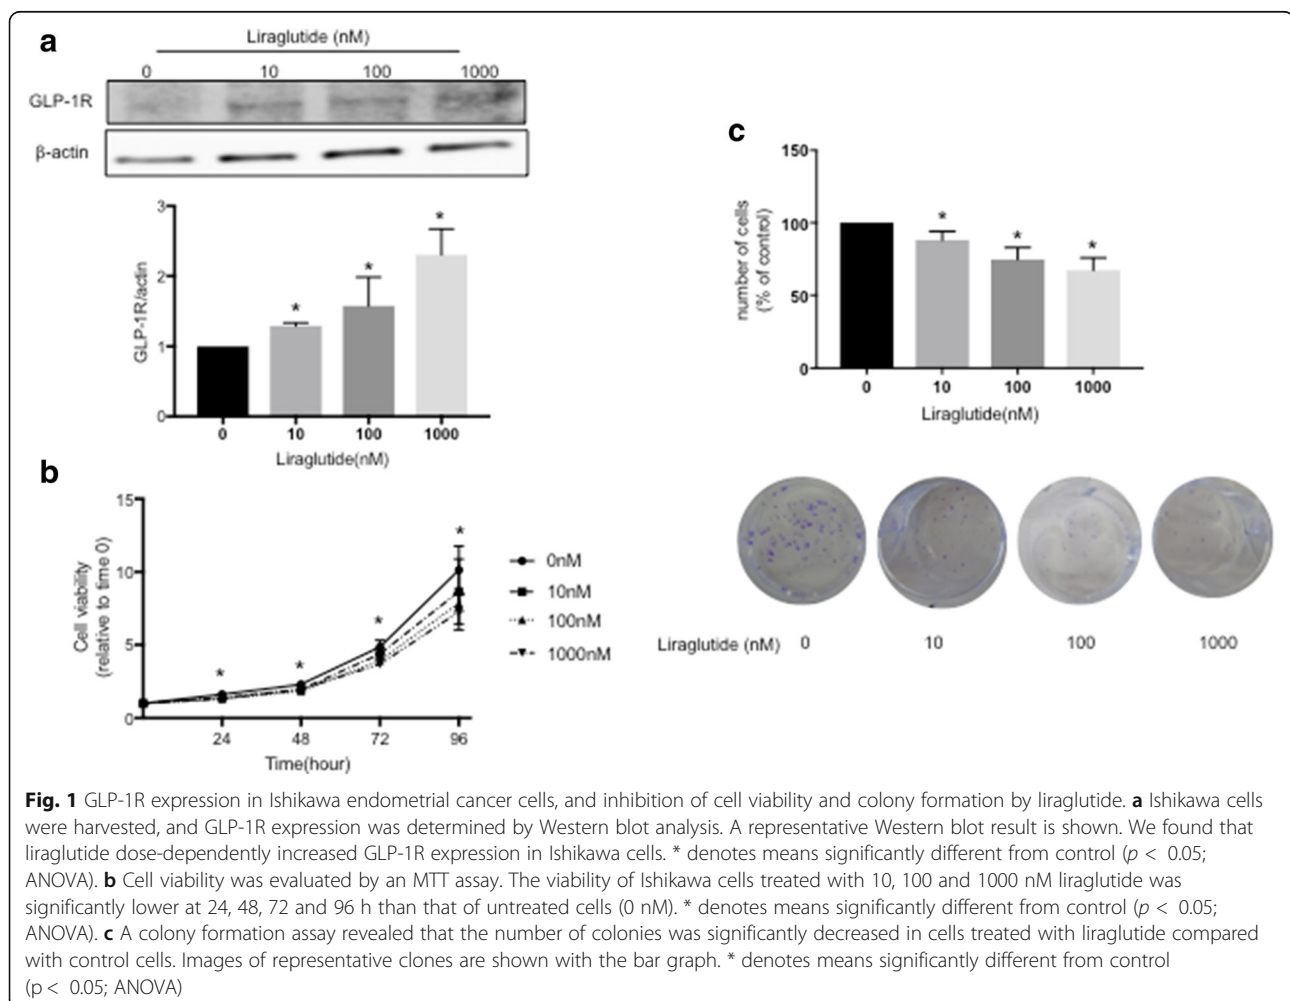 a
Liraglutide (nM)
0 10 100 1000
GLP-1R
β-actin
3
2
1
0
GLP-1R/actin
* * *
0 10 100 1000
Liraglutide(nM)
b
15
10
5
0
Cell viability
(relative to time 0)
* * * *
24 48 72 96
Time(hour)
0nM
10nM
100nM
1000nM
c
150
100
50
0
number of cells
(% of control)
* * *
0 10 100 1000
Liraglutide(nM)
Liraglutide (nM) 0 10 100 1000
Fig. 1 GLP-1R expression in Ishikawa endometrial cancer cells, and inhibition of cell viability and colony formation by liraglutide. a Ishikawa cells
were harvested, and GLP-1R expression was determined by Western blot analysis. A representative Western blot result is shown. We found that
liraglutide dose-dependently increased GLP-1R expression in Ishikawa cells. * denotes means significantly different from control (p < 0.05;
ANOVA). b Cell viability was evaluated by an MTT assay. The viability of Ishikawa cells treated with 10, 100 and 1000 nM liraglutide was
significantly lower at 24, 48, 72 and 96 h than that of untreated cells (0 nM). * denotes means significantly different from control (p < 0.05;
ANOVA). c A colony formation assay revealed that the number of colonies was significantly decreased in cells treated with liraglutide compared
with control cells. Images of representative clones are shown with the bar graph. * denotes means significantly different from control
(p < 0.05; ANOVA)